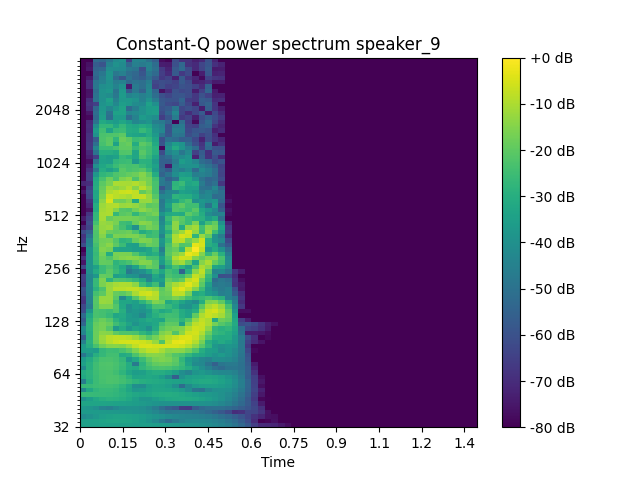 Constant-Q power spectrum speaker_9
Hz
2048
1024
512
256
128
64
32
0 0.15 0.3 0.45 0.6 0.75 0.9 1.1 1.2 1.4
Time
+0 dB
-10 dB
-20 dB
-30 dB
-40 dB
-50 dB
-60 dB
-70 dB
-80 dB